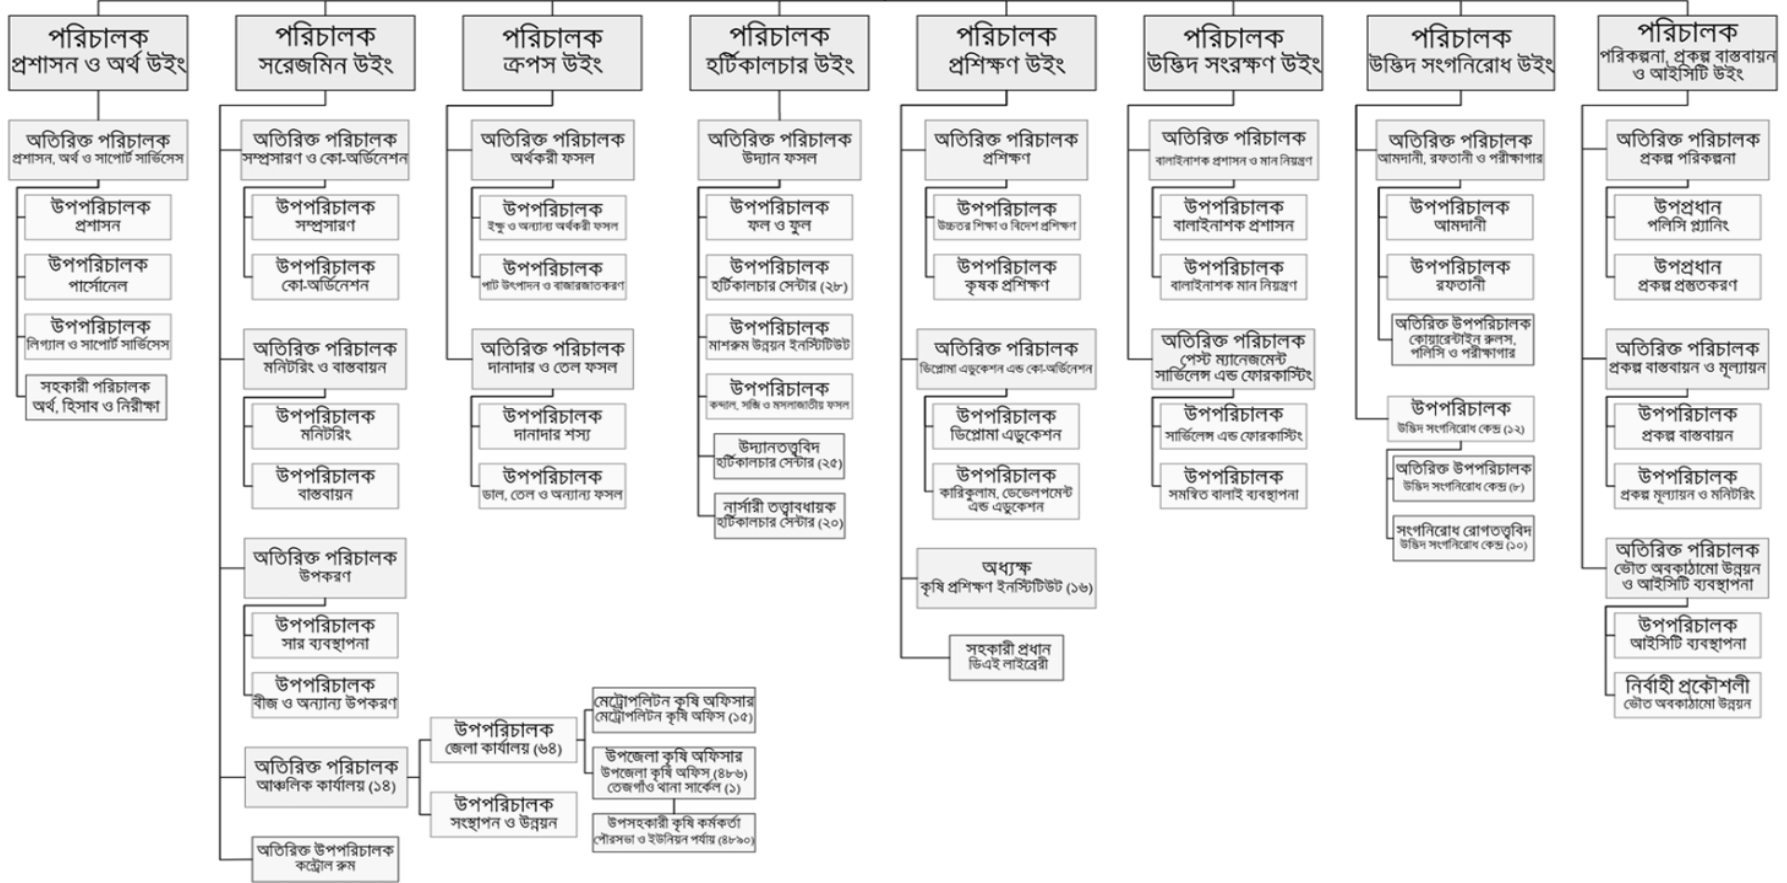 পরিচালক
প্রশাসন ও অর্থ উইং
অতিরিক্ত পরিচালক
প্রশাসন, অর্থ ও সাপোর্ট সার্ভিসেস
উপপরিচালক
প্রশাসন
উপপরিচালক
পার্সোনেল
উপপরিচালক
লিগ্যাল ও সাপোর্ট সার্ভিসেস
সহকারী পরিচালক
অর্থ, হিসাব ও নিরীক্ষা
পরিচালক
সরেজমিন উইং
অতিরিক্ত পরিচালক
সম্প্রসারণ ও কো-অর্ডিনেশন
উপপরিচালক
সম্প্রসারণ
উপপরিচালক
কো-অর্ডিনেশন
অতিরিক্ত পরিচালক
মনিটরিং ও বাস্তবায়ন
উপপরিচালক
মনিটরিং
উপপরিচালক
বাস্তবায়ন
অতিরিক্ত পরিচালক
উপকরণ
উপপরিচালক
সার ব্যবস্থাপনা
উপপরিচালক
বীজ ও অন্যান্য উপকরণ
অতিরিক্ত পরিচালক
আঞ্চলিক কার্যালয় (১৪)
উপপরিচালক
জেলা কার্যালয় (৬৪)
মেট্রোপলিটন কৃষি অফিসার
মেট্রোপলিটন কৃষি অফিস (১৫)
উপজেলা কৃষি অফিসার
উপজেলা কৃষি অফিস (৪৮৬)
তেজগাঁও থানা সার্কেল (১)
উপসহকারী কৃষি কর্মকর্তা
পৌরসভা ও ইউনিয়ন পর্যায় (৪৮৯০)
উপপরিচালক
সংস্থাপন ও উন্নয়ন
অতিরিক্ত উপপরিচালক
কন্ট্রোল রুম
পরিচালক
ক্রপস উইং
অতিরিক্ত পরিচালক
অর্থকরী ফসল
উপপরিচালক
ইক্ষু ও অন্যান্য অর্থকরী ফসল
উপপরিচালক
পাট উৎপাদন ও বাজারজাতকরণ
অতিরিক্ত পরিচালক
দানাদার ও তেল ফসল
উপপরিচালক
দানাদার শস্য
উপপরিচালক
ডাল, তেল ও অন্যান্য ফসল
পরিচালক
হর্টিকালচার উইং
অতিরিক্ত পরিচালক
উদ্যান ফসল
উপপরিচালক
ফল ও ফুল
উপপরিচালক
হর্টিকালচার সেন্টার (২৮)
উপপরিচালক
মাশরুম উন্নয়ন ইনস্টিটিউট
উপপরিচালক
কন্দাল, সব্জি ও মসলাজাতীয় ফসল
উদ্যানতত্ত্ববিদ
হর্টিকালচার সেন্টার (২৫)
নার্সারী তত্ত্বাবধায়ক
হর্টিকালচার সেন্টার (২০)
পরিচালক
প্রশিক্ষণ উইং
অতিরিক্ত পরিচালক
প্রশিক্ষণ
উপপরিচালক
উচ্চতর শিক্ষা ও বিদেশ প্রশিক্ষণ
উপপরিচালক
কৃষক প্রশিক্ষণ
অতিরিক্ত পরিচালক
ডিপ্লোমা এডুকেশন এন্ড কো-অর্ডিনেশন
উপপরিচালক
ডিপ্লোমা এডুকেশন
উপপরিচালক
কারিকুলাম, ডেভেলপমেন্ট
এন্ড এডুকেশন
অধ্যক্ষ
কৃষি প্রশিক্ষণ ইনস্টিটিউট (১৬)
সহকারী প্রধান
ডিএই লাইব্রেরী
পরিচালক
উদ্ভিদ সংরক্ষণ উইং
অতিরিক্ত পরিচালক
বালাইনাশক প্রশাসন ও মান নিয়ন্ত্রণ
উপপরিচালক
বালাইনাশক প্রশাসন
উপপরিচালক
বালাইনাশক মান নিয়ন্ত্রণ
অতিরিক্ত পরিচালক
পেস্ট ম্যানেজমেন্ট
সার্ভিলেন্স এন্ড ফোরকাস্টিং
উপপরিচালক
সার্ভিলেন্স এন্ড ফোরকাস্টিং
উপপরিচালক
সমন্বিত বালাই ব্যবস্থাপনা
পরিচালক
উদ্ভিদ সংগনিরোধ উইং
অতিরিক্ত পরিচালক
আমদানী, রফতানী ও পরীক্ষাগার
উপপরিচালক
আমদানী
উপপরিচালক
রফতানী
অতিরিক্ত উপপরিচালক
কোয়ারেন্টাইন রুলস,
পলিসি ও পরীক্ষাগার
উপপরিচালক
উদ্ভিদ সংগনিরোধ কেন্দ্র (১২)
অতিরিক্ত উপপরিচালক
উদ্ভিদ সংগনিরোধ কেন্দ্র (৮)
সংগনিরোধ রোগতত্ত্ববিদ
উদ্ভিদ সংগনিরোধ কেন্দ্র (১০)
পরিচালক
পরিকল্পনা, প্রকল্প বাস্তবায়ন
ও আইসিটি উইং
অতিরিক্ত পরিচালক
প্রকল্প পরিকল্পনা
উপপ্রধান
পলিসি প্ল্যানিং
উপপ্রধান
প্রকল্প প্রস্তুতকরণ
অতিরিক্ত পরিচালক
প্রকল্প বাস্তবায়ন ও মূল্যায়ন
উপপরিচালক
প্রকল্প বাস্তবায়ন
উপপরিচালক
প্রকল্প মূল্যায়ন ও মনিটরিং
অতিরিক্ত পরিচালক
ভৌত অবকাঠামো উন্নয়ন
ও আইসিটি ব্যবস্থাপনা
উপপরিচালক
আইসিটি ব্যবস্থাপনা
নির্বাহী প্রকৌশলী
ভৌত অবকাঠামো উন্নয়ন